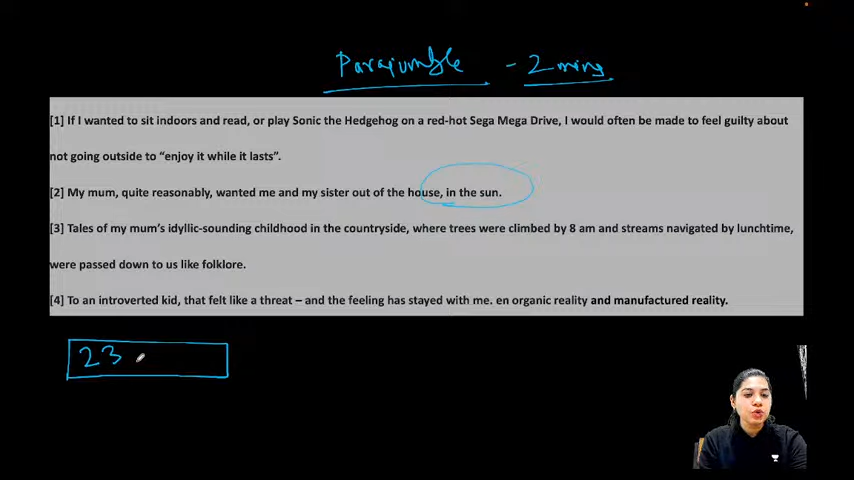 Parajumble - 2 mins
[1] If I wanted to sit indoors and read, or play Sonic the Hedgehog on a red-hot Sega Mega Drive, I would often be made to feel guilty about
not going outside to “enjoy it while it lasts”.
[2] My mum, quite reasonably, wanted me and my sister out of the house, in the sun.
[3] Tales of my mum’s idyllic-sounding childhood in the countryside, where trees were climbed by 8 am and streams navigated by lunchtime,
were passed down to us like folklore.
[4] To an introverted kid, that felt like a threat – and the feeling has stayed with me. en organic reality and manufactured reality.
23